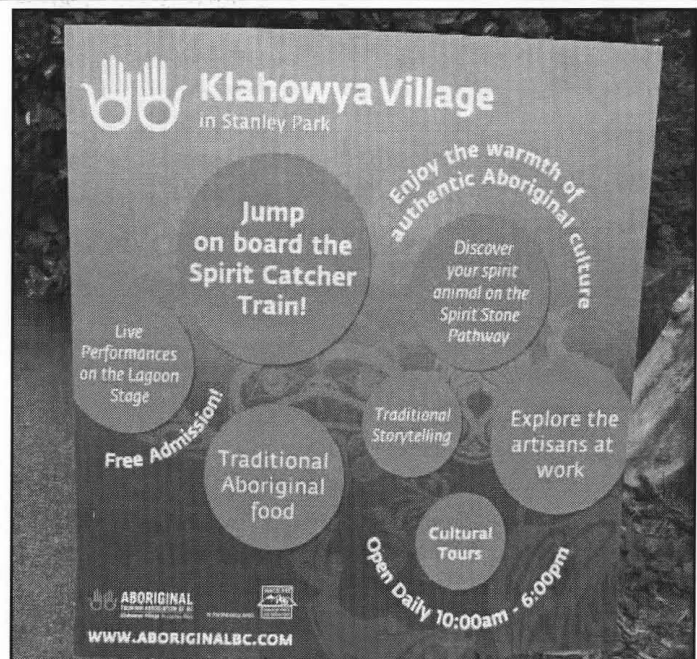 Klahowya Village
in Stanley Park
Enjoy the warmth of
authentic Aboriginal culture
Jump
on board the
Spirit Catcher
Train!
Discover
your spirit
animal on the
Spirit Stone
Pathway
Live
Performances
on the Lagoon
Stage
Free Admission!
Traditional
Aboriginal
food
Traditional
Storytelling
Explore the
artisans at
work
Cultural
Tours
Open Daily 10:00am - 6:00pm
ABORIGINAL
WWW.ABORIGINALBC.COM